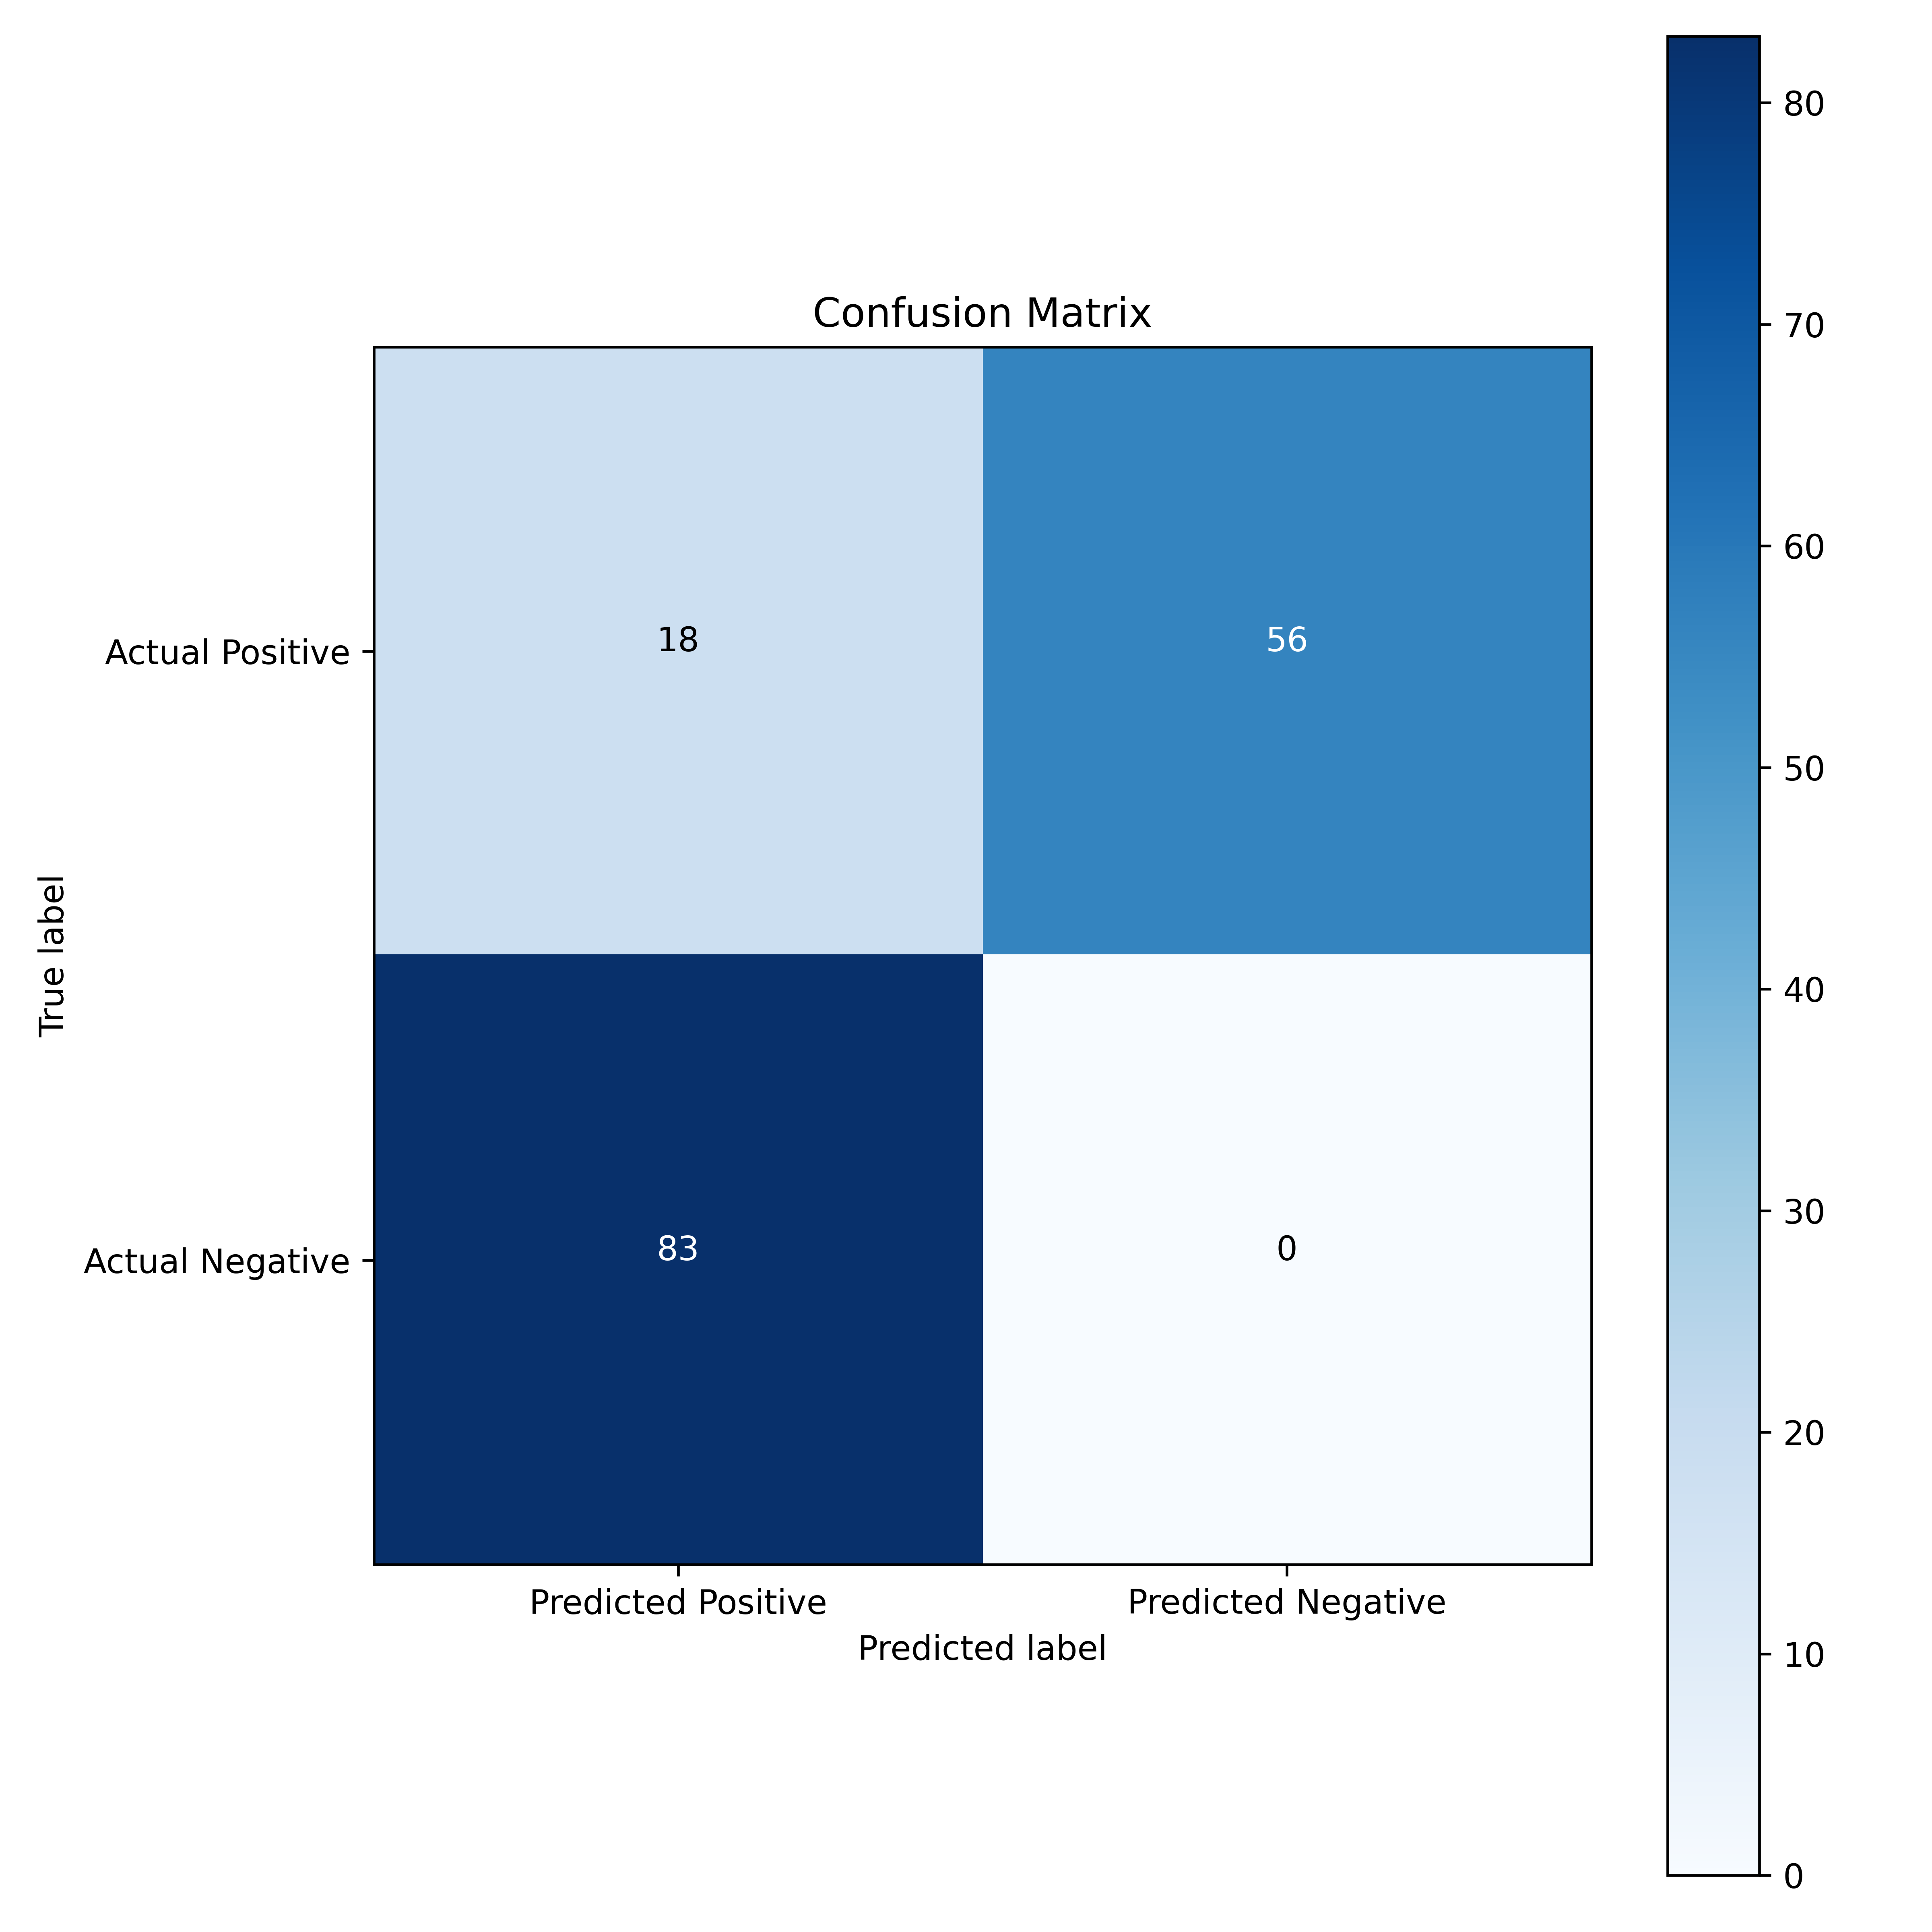 Confusion Matrix
80
70
60
50
40
30
20
10
0
True label
Actual Positive
18 56
Actual Negative
83 0
Predicted Positive Predicted Negative
Predicted label